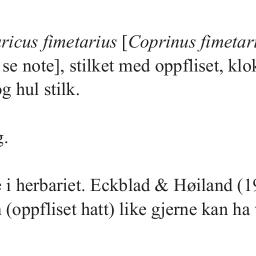 ricus fimetarius [Coprinus fimetari
se note], stilket med oppfliset, klok
g hul stilk.
g.
i herbariet. Eckblad & Høiland (19
(oppfliset hatt) like gjerne kan ha